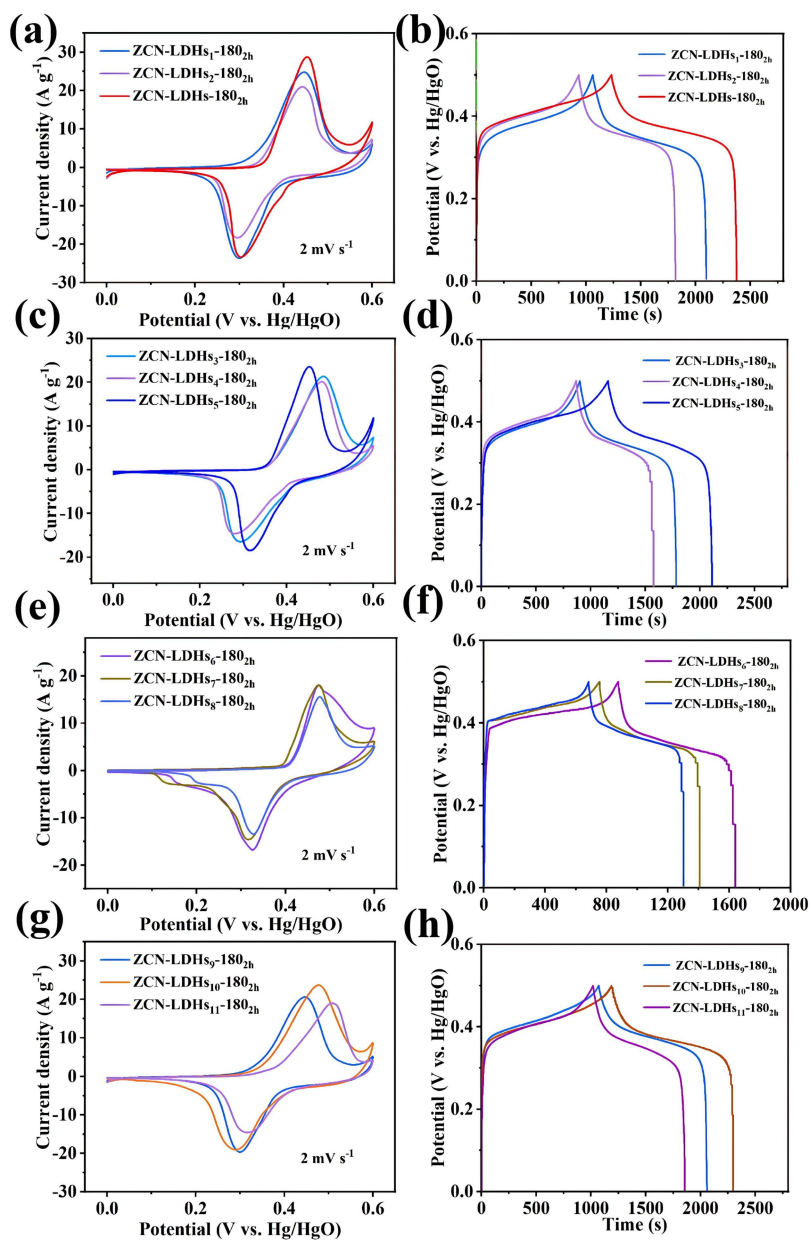 (a)
ZCN-LDHs₁-180₂ₕ
ZCN-LDHs₂-180₂ₕ
ZCN-LDHs-180₂ₕ
Current density (A g⁻¹)
30
20
10
0
-10
-20
-30
2 mV s⁻¹
0.0
0.2
0.4
0.6
Potential (V vs. Hg/HgO)
(b)
ZCN-LDHs₁-180₂ₕ
ZCN-LDHs₂-180₂ₕ
ZCN-LDHs-180₂ₕ
Potential (V vs. Hg/HgO)
0.6
0.4
0.2
0.0
0
500
1000
1500
2000
2500
Time (s)
(c)
ZCN-LDHs₃-180₂ₕ
ZCN-LDHs₄-180₂ₕ
ZCN-LDHs₅-180₂ₕ
Current density (A g⁻¹)
30
20
10
0
-10
-20
2 mV s⁻¹
0.0
0.2
0.4
0.6
Potential (V vs. Hg/HgO)
(d)
ZCN-LDHs₃-180₂ₕ
ZCN-LDHs₄-180₂ₕ
ZCN-LDHs₅-180₂ₕ
Potential (V vs. Hg/HgO)
0.6
0.4
0.2
0.0
0
500
1000
1500
2000
2500
Time (s)
(e)
ZCN-LDHs₆-180₂ₕ
ZCN-LDHs₇-180₂ₕ
ZCN-LDHs₈-180₂ₕ
Current density (A g⁻¹)
20
10
0
-10
-20
2 mV s⁻¹
0.0
0.2
0.4
0.6
Potential (V vs. Hg/HgO)
(f)
ZCN-LDHs₆-180₂ₕ
ZCN-LDHs₇-180₂ₕ
ZCN-LDHs₈-180₂ₕ
Potential (V vs. Hg/HgO)
0.6
0.4
0.2
0.0
0
400
800
1200
1600
2000
Time (s)
(g)
ZCN-LDHs₉-180₂ₕ
ZCN-LDHs₁₀-180₂ₕ
ZCN-LDHs₁₁-180₂ₕ
Current density (A g⁻¹)
30
20
10
0
-10
-20
-30
2 mV s⁻¹
0.0
0.2
0.4
0.6
Potential (V vs. Hg/HgO)
(h)
ZCN-LDHs₉-180₂ₕ
ZCN-LDHs₁₀-180₂ₕ
ZCN-LDHs₁₁-180₂ₕ
Potential (V vs. Hg/HgO)
0.6
0.4
0.2
0.0
0
500
1000
1500
2000
2500
Time (s)